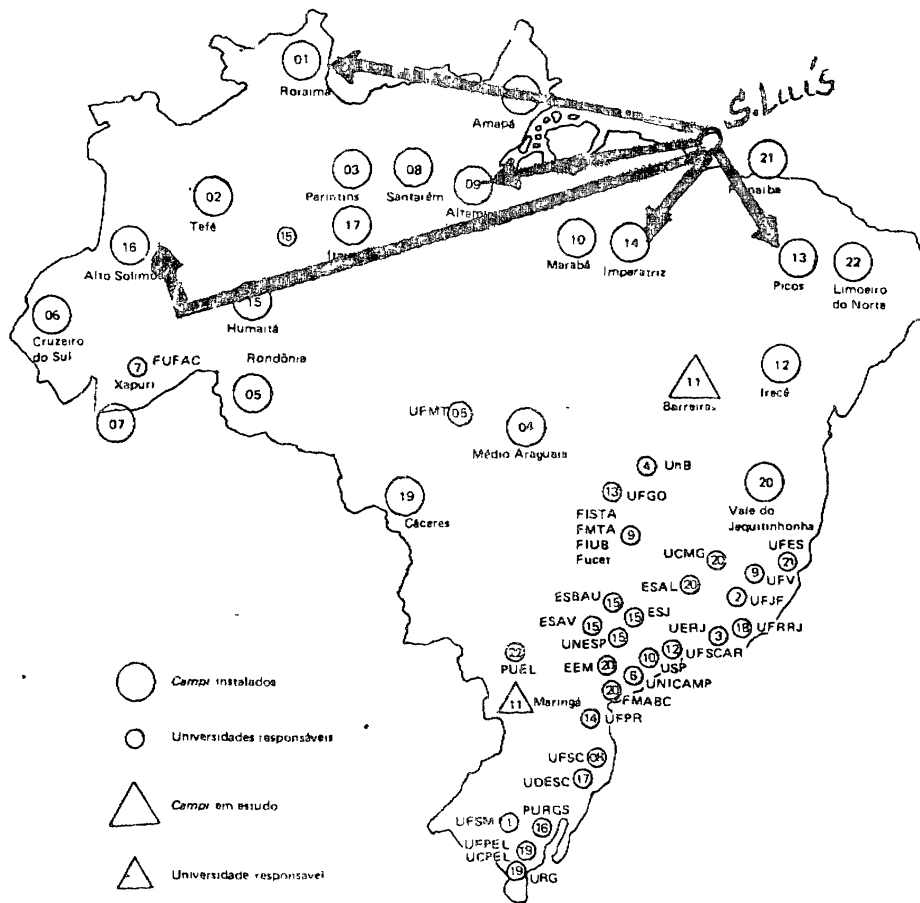 01
Roraima
S. Luís
Amapá
21
03
Parintins
08
Santarém
09
02
Tefé
15
17
10
Marabá
14
Imperatriz
13
Picos
22
Limoeiro
do Norte
16
Alto Solimões
15
Humaitá
06
Cruzeiro
do Sul
Rondônia
7
FUFAC
Xapuri
05
07
11
Barreiras
12
Irecê
UFMT
04
Médio Araguaia
4
UnB
13
UFGO
20
Vale do
Jequitinhonha
19
Cáceres
FISTA
FMTA
FIUB
Fucer
9
UCMG
20
UFES
21
9
UFV
ESAL
20
2
UFJF
ESBAU
15
ESJ
15
ESAV
15
UNESP
15
UERJ
3
18
UFRRJ
UFSCAR
12
10
USP
PUEL
EEM
20
6
UNICAMP
20
FMABC
11
Maringá
14
UFPR
UFSC
08
UDESC
17
PURGS
16
UFSM
1
UFPEL
UCPEL
19
19
URG
Campi instalados
Universidades responsáveis
Campi em estudo
Universidade responsável